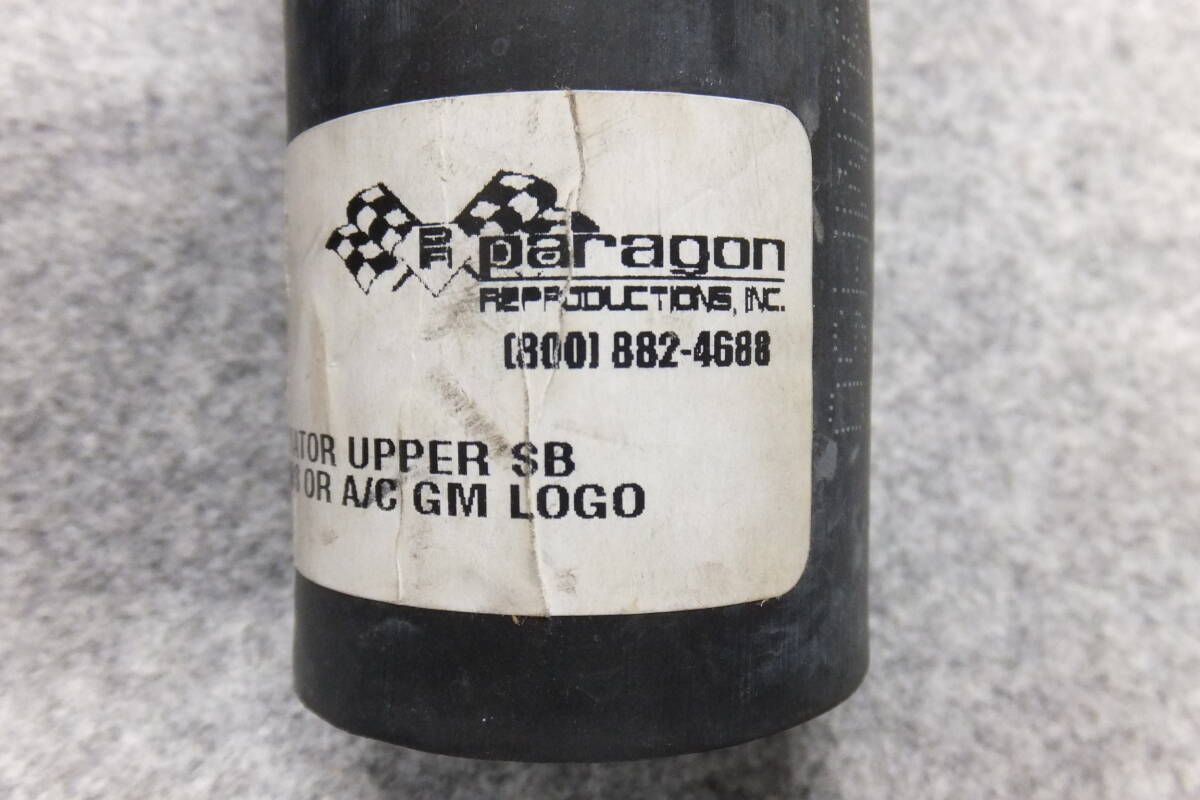 paragon
REPRODUCTIONS, INC.
(800) 882-4688
ATOR UPPER SB
OR A/C GM LOGO